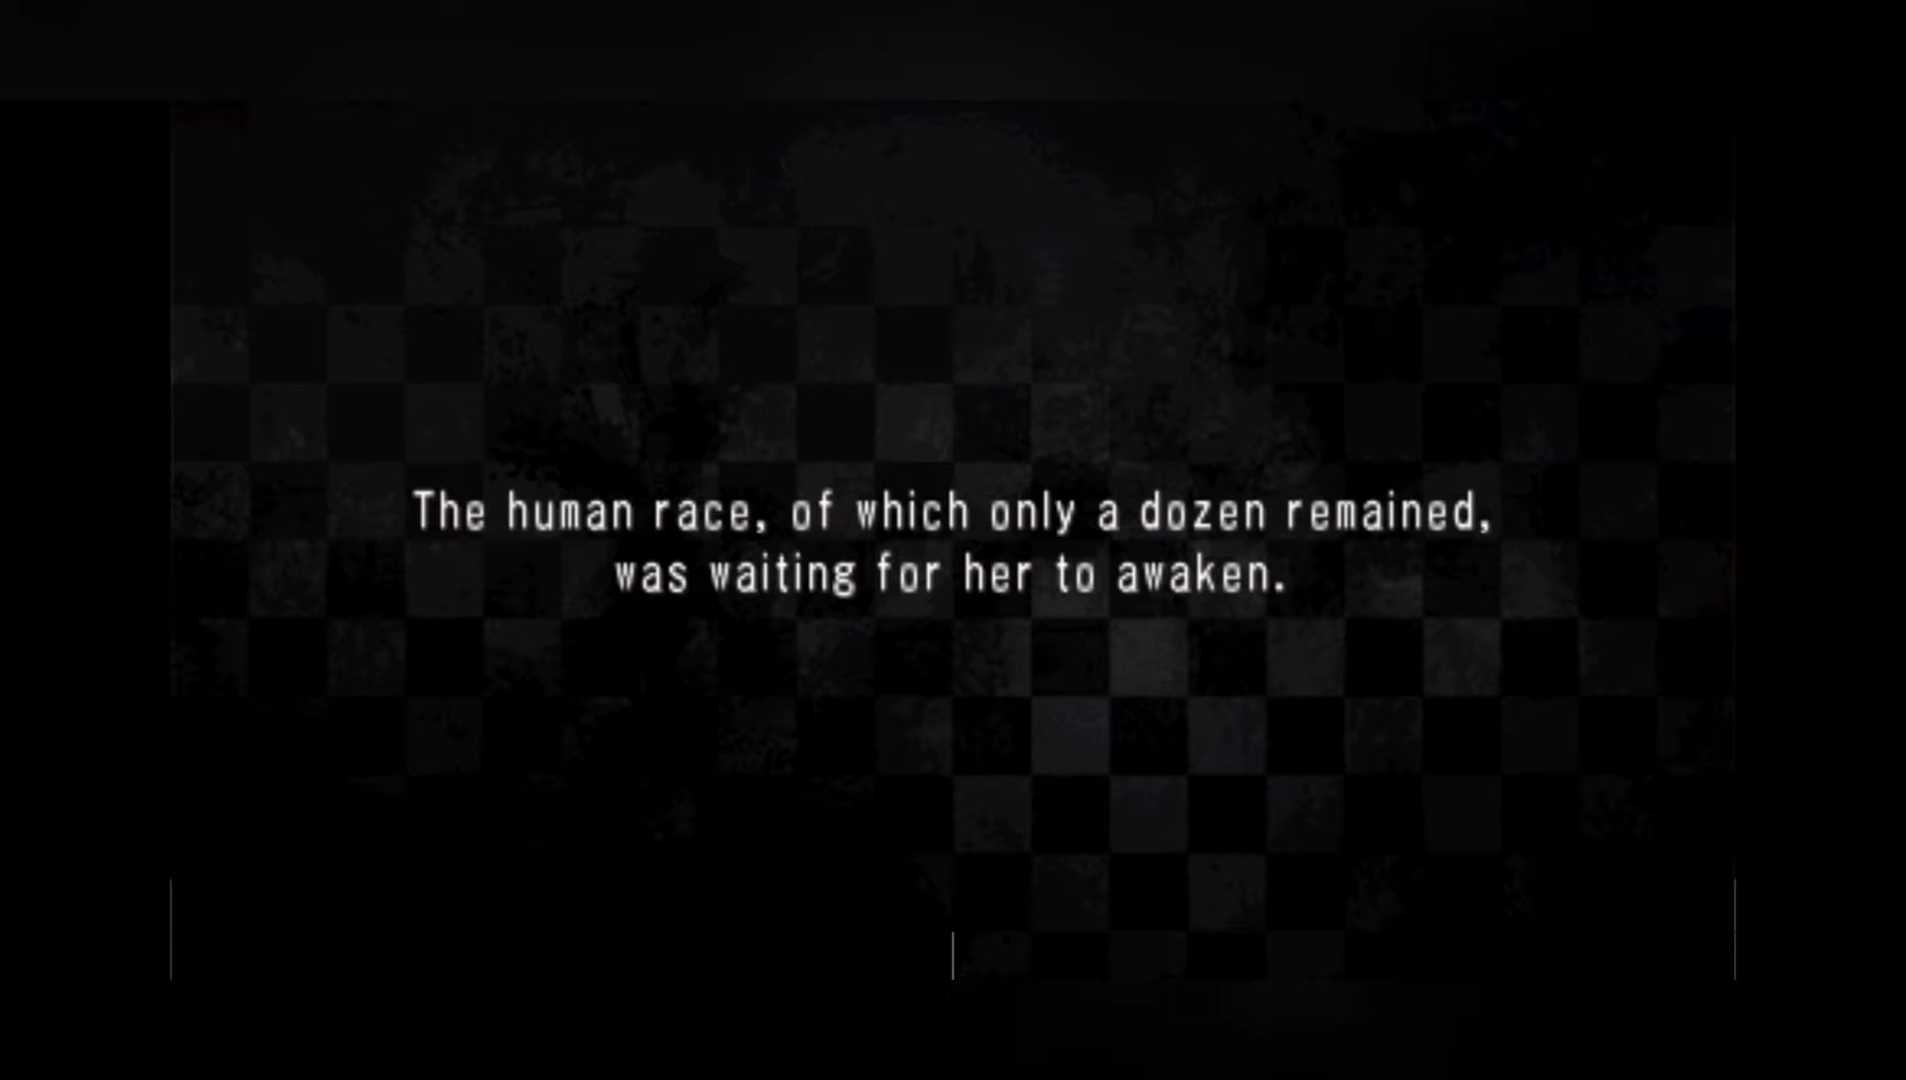 The human race, of which only a dozen remained,
was waiting for her to awaken.